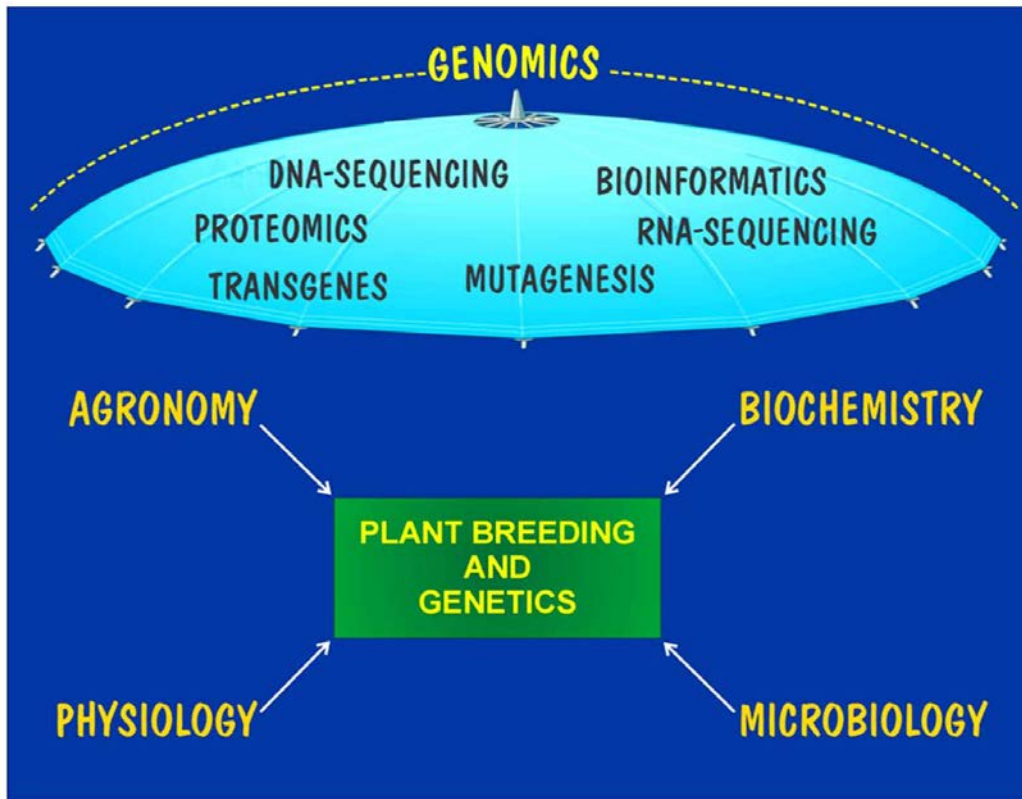 GENOMICS
DNA-SEQUENCING
BIOINFORMATICS
PROTEOMICS
RNA-SEQUENCING
TRANSGENES
MUTAGENESIS
AGRONOMY
BIOCHEMISTRY
PLANT BREEDING
AND
GENETICS
PHYSIOLOGY
MICROBIOLOGY